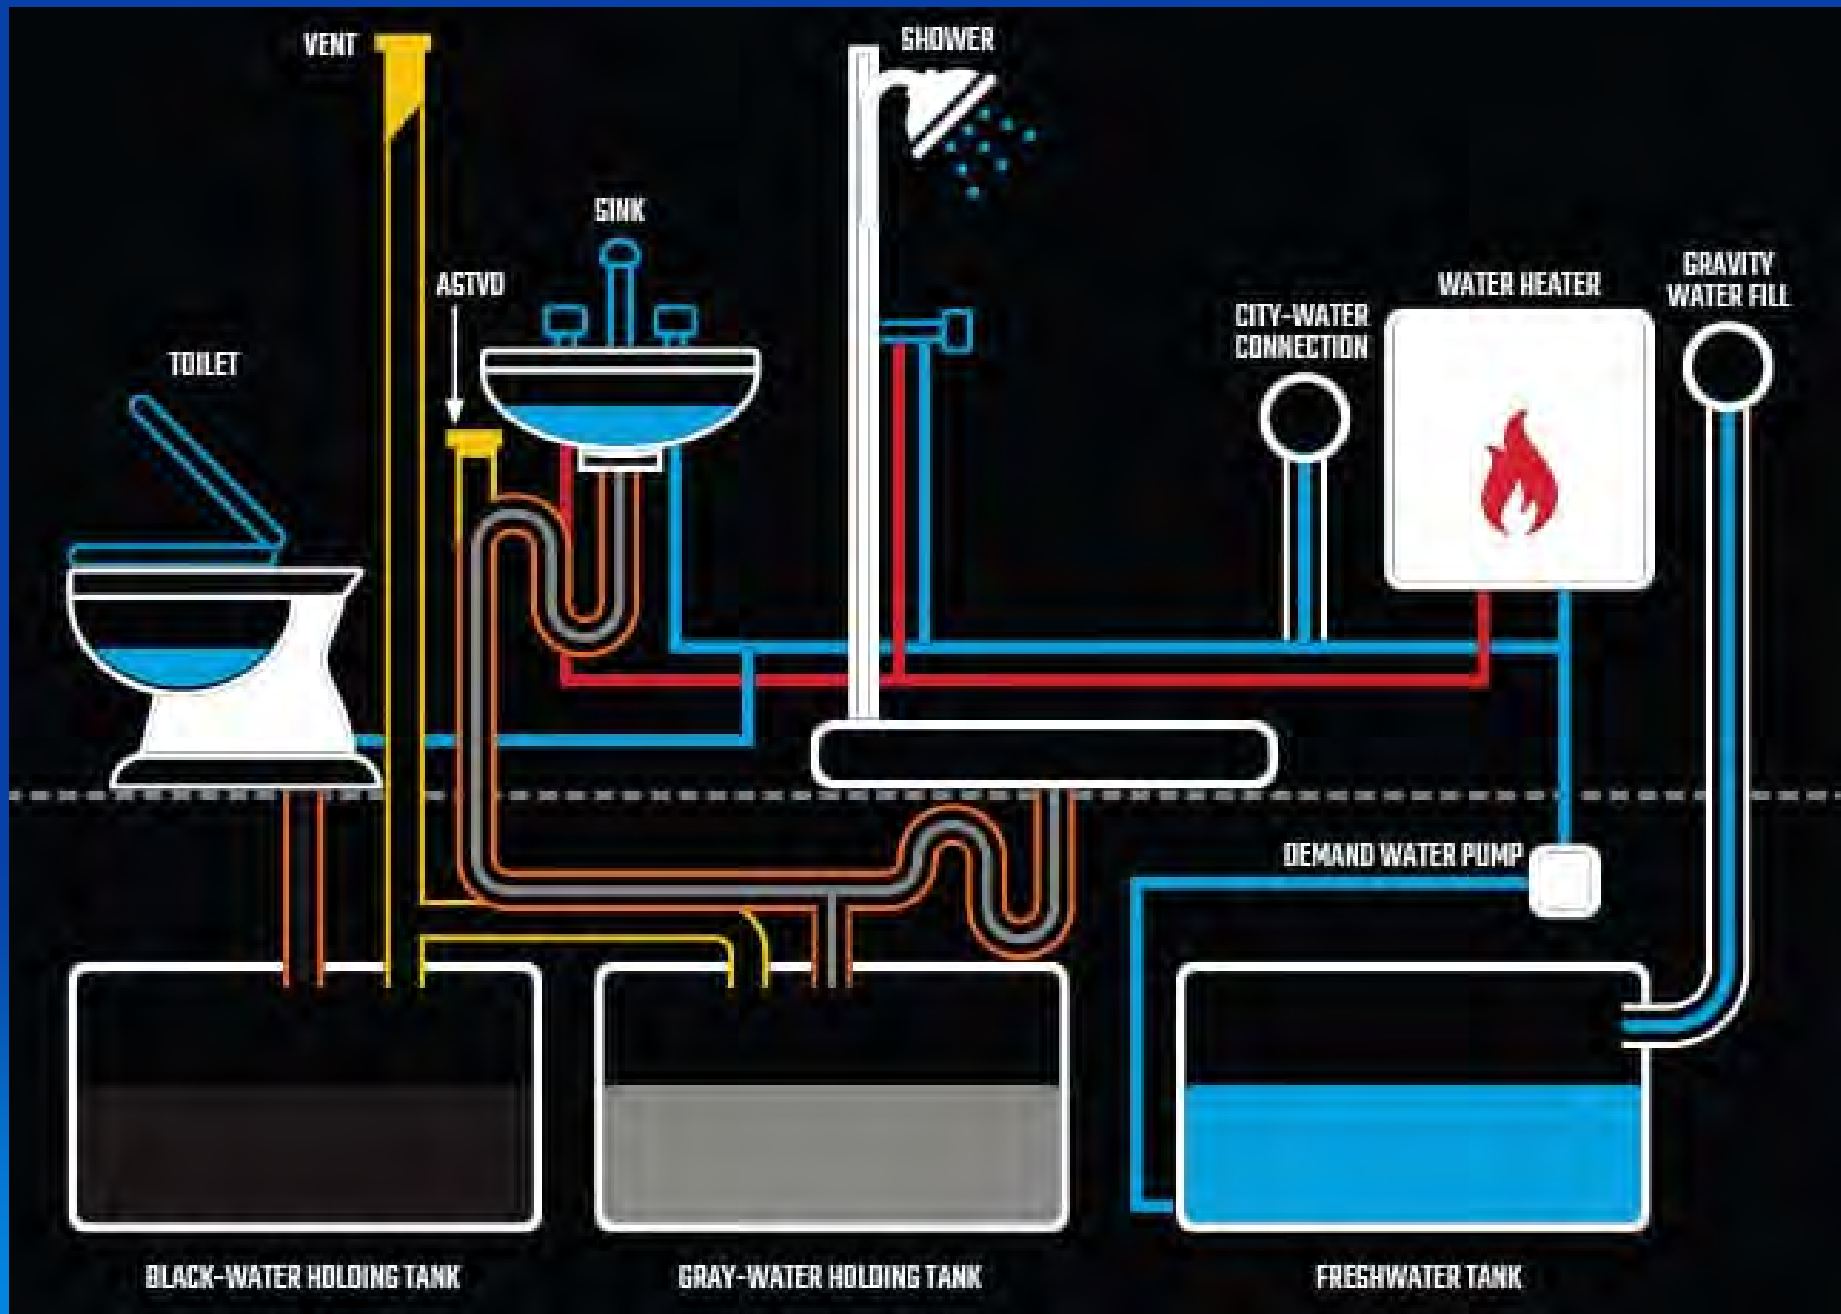 VENT
SHOWER
SINK
ASTVD
TOILET
CITY-WATER
CONNECTION
WATER HEATER
GRAVITY
WATER FILL
DEMAND WATER PUMP
BLACK-WATER HOLDING TANK
GRAY-WATER HOLDING TANK
FRESHWATER TANK